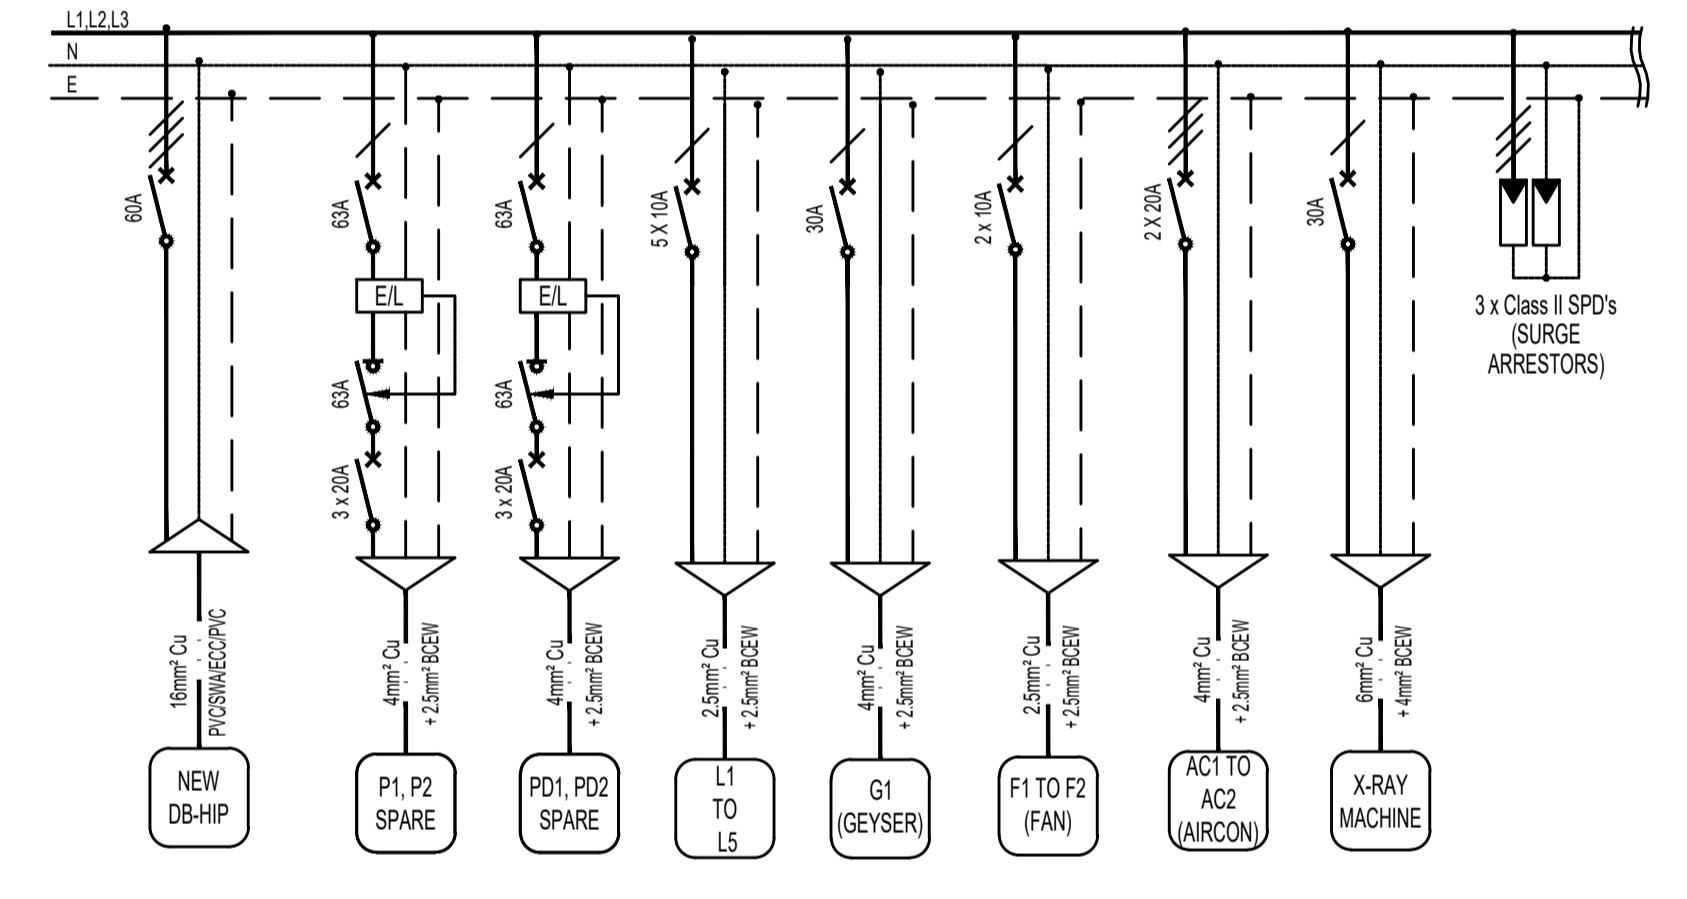 L1,L2,L3
N
E
60A
63A
63A
5 X 10A
30A
2 x 10A
2 X 20A
30A
E/L
E/L
3 x Class II SPD's
(SURGE
ARRESTORS)
63A
63A
3 x 20A
3 x 20A
16mm² Cu
PVC/SWA/ECC/PVC
4mm² Cu
+ 2.5mm² BCEW
4mm² Cu
+ 2.5mm² BCEW
2.5mm² Cu
+ 2.5mm² BCEW
4mm² Cu
+ 2.5mm² BCEW
2.5mm² Cu
+ 2.5mm² BCEW
4mm² Cu
+ 2.5mm² BCEW
6mm² Cu
+ 4mm² BCEW
NEW
DB-HIP
P1, P2
SPARE
PD1, PD2
SPARE
L1
TO
L5
G1
(GEYSER)
F1 TO F2
(FAN)
AC1 TO
AC2
(AIRCON)
X-RAY
MACHINE